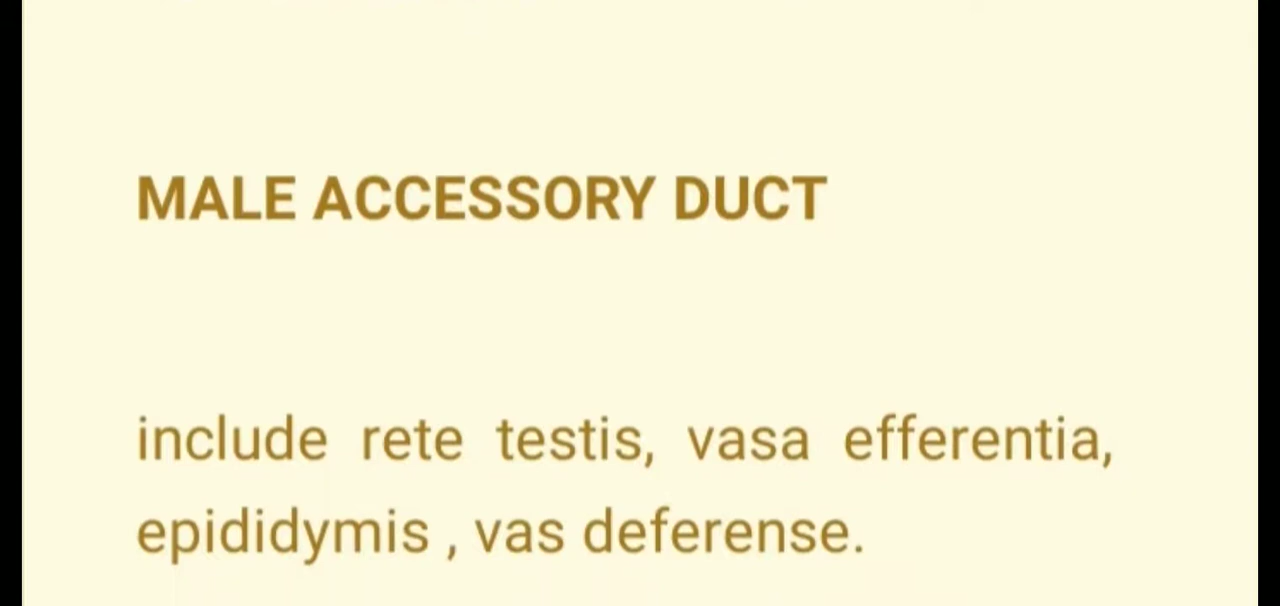 MALE ACCESSORY DUCT
include rete testis, vasa efferentia,
epididymis , vas deferense.